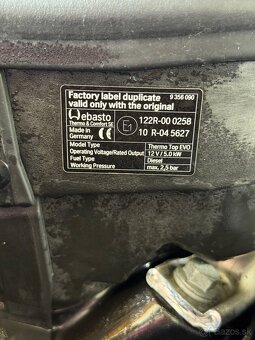 Factory label duplicate 9 356 090
valid only with the original
Webasto
Thermo & Comfort SE
Made in
Germany
E1
122R-00 0258
10 R-04 5627
Model Type Thermo Top EVO
Operating Voltage/Rated Output 12 V / 5,0 kW
Fuel Type Diesel
Working Pressure max. 2,5 bar
bazar.sk